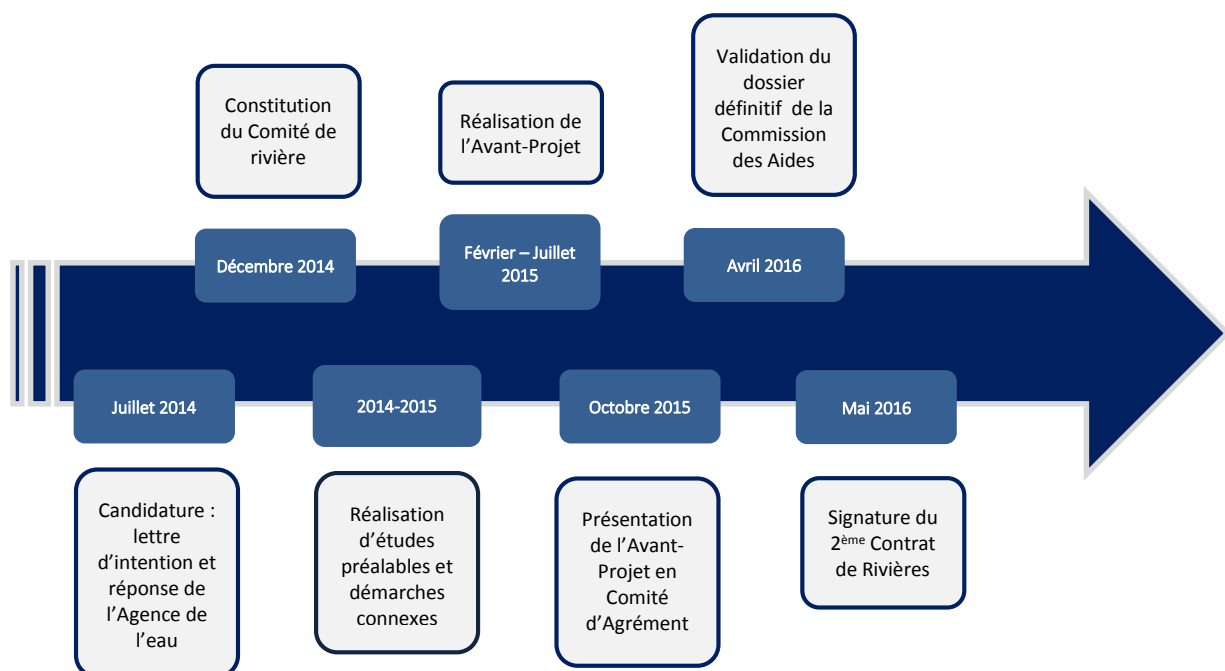 Constitution
du Comité de
rivière
Réalisation de
l’Avant-Projet
Validation du
dossier
définitif de la
Commission
des Aides
Décembre 2014
Février – Juillet
2015
Avril 2016
Juillet 2014
2014-2015
Octobre 2015
Mai 2016
Candidature :
lettre
d’intention et
réponse de
l’Agence de
l’eau
Réalisation
d’études
préalables et
démarches
connexes
Présentation
de l’Avant-
Projet en
Comité
d’Agrément
Signature du
2ème Contrat
de Rivières